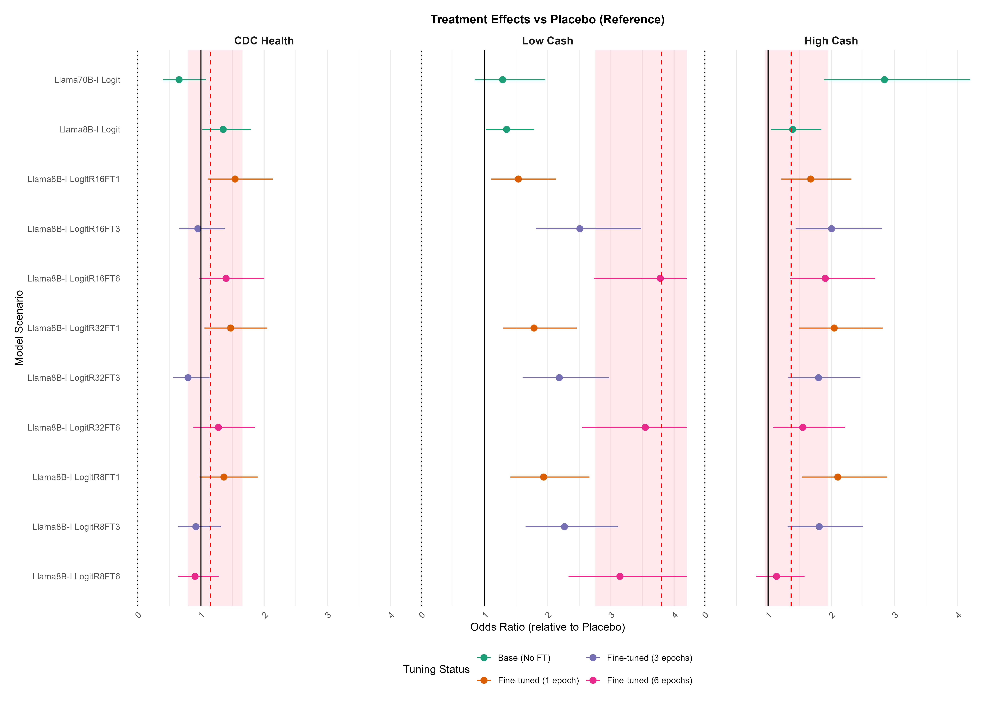 Treatment Effects vs Placebo (Reference)
CDC Health
Low Cash
High Cash
Model Scenario
Llama70B-I Logit
Llama8B-I Logit
Llama8B-I LogitR16FT1
Llama8B-I LogitR16FT3
Llama8B-I LogitR16FT6
Llama8B-I LogitR32FT1
Llama8B-I LogitR32FT3
Llama8B-I LogitR32FT6
Llama8B-I LogitR8FT1
Llama8B-I LogitR8FT3
Llama8B-I LogitR8FT6
0 1 2 3 4
0 1 2 3 4
0 1 2 3 4
Odds Ratio (relative to Placebo)
Tuning Status
Base (No FT)
Fine-tuned (1 epoch)
Fine-tuned (3 epochs)
Fine-tuned (6 epochs)